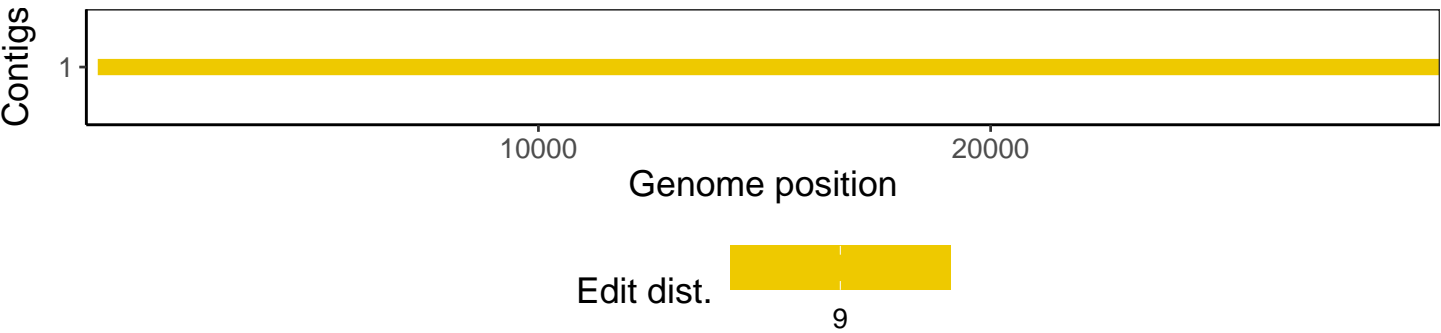 Contigs
1
10000
20000
Genome position
Edit dist.
9